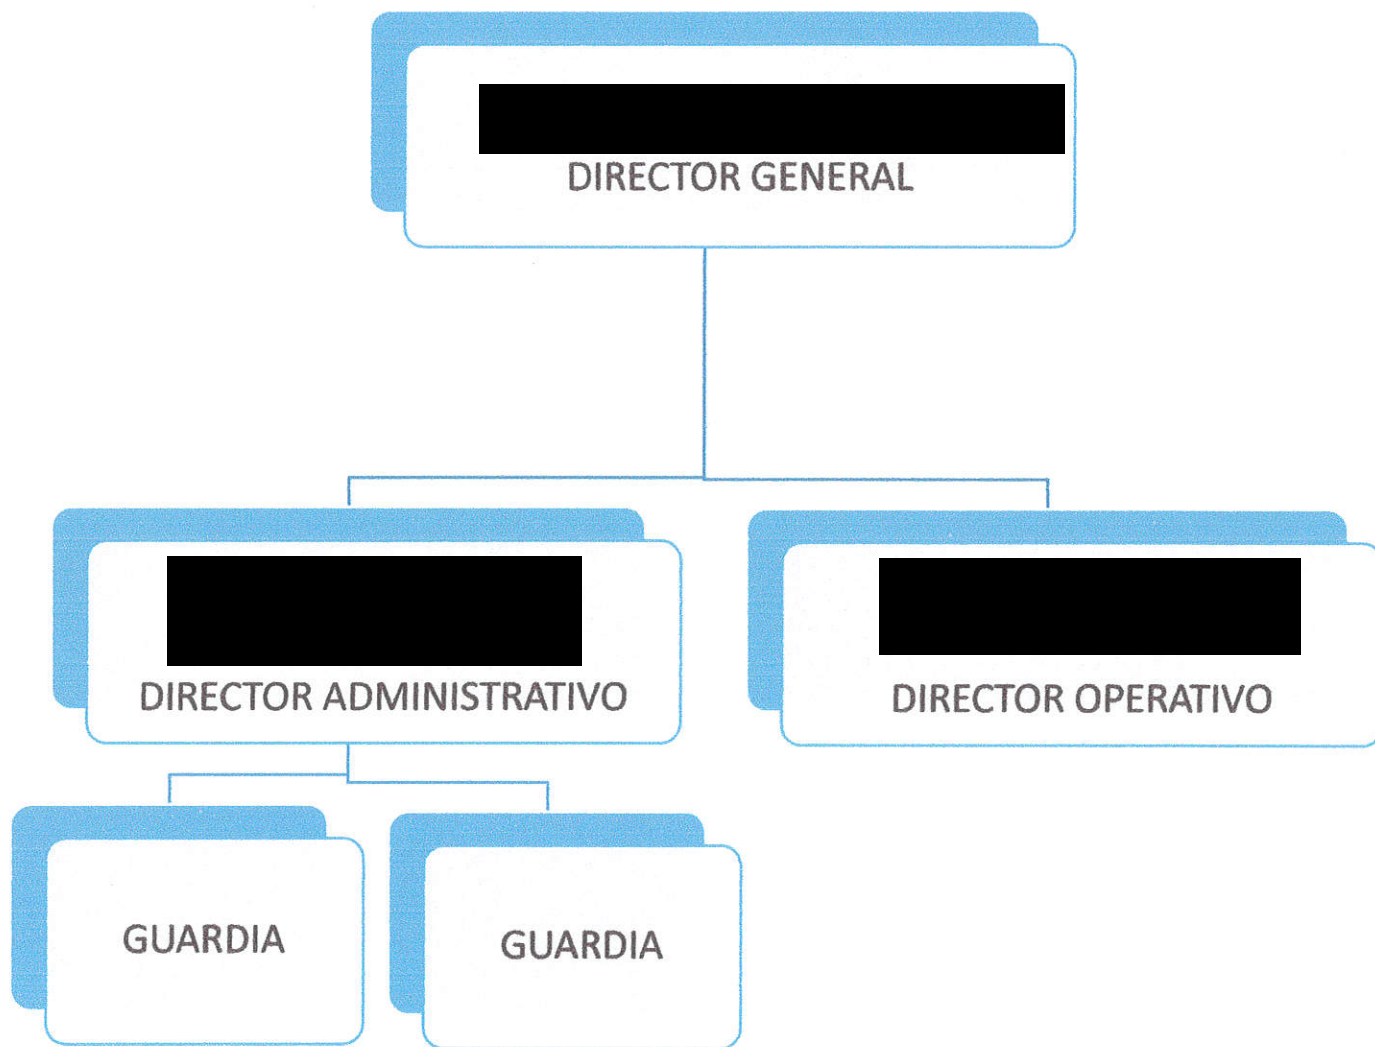 DIRECTOR GENERAL
DIRECTOR ADMINISTRATIVO
DIRECTOR OPERATIVO
GUARDIA
GUARDIA